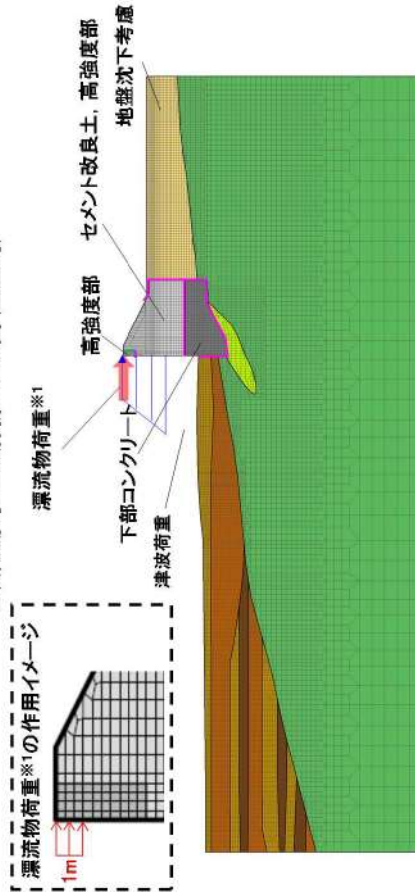 漂流物荷重※1の作用イメージ
1m
漂流物荷重※1
高強度部
セメント改良土，高強度部
地盤沈下考慮
下部コンクリート
津波荷重